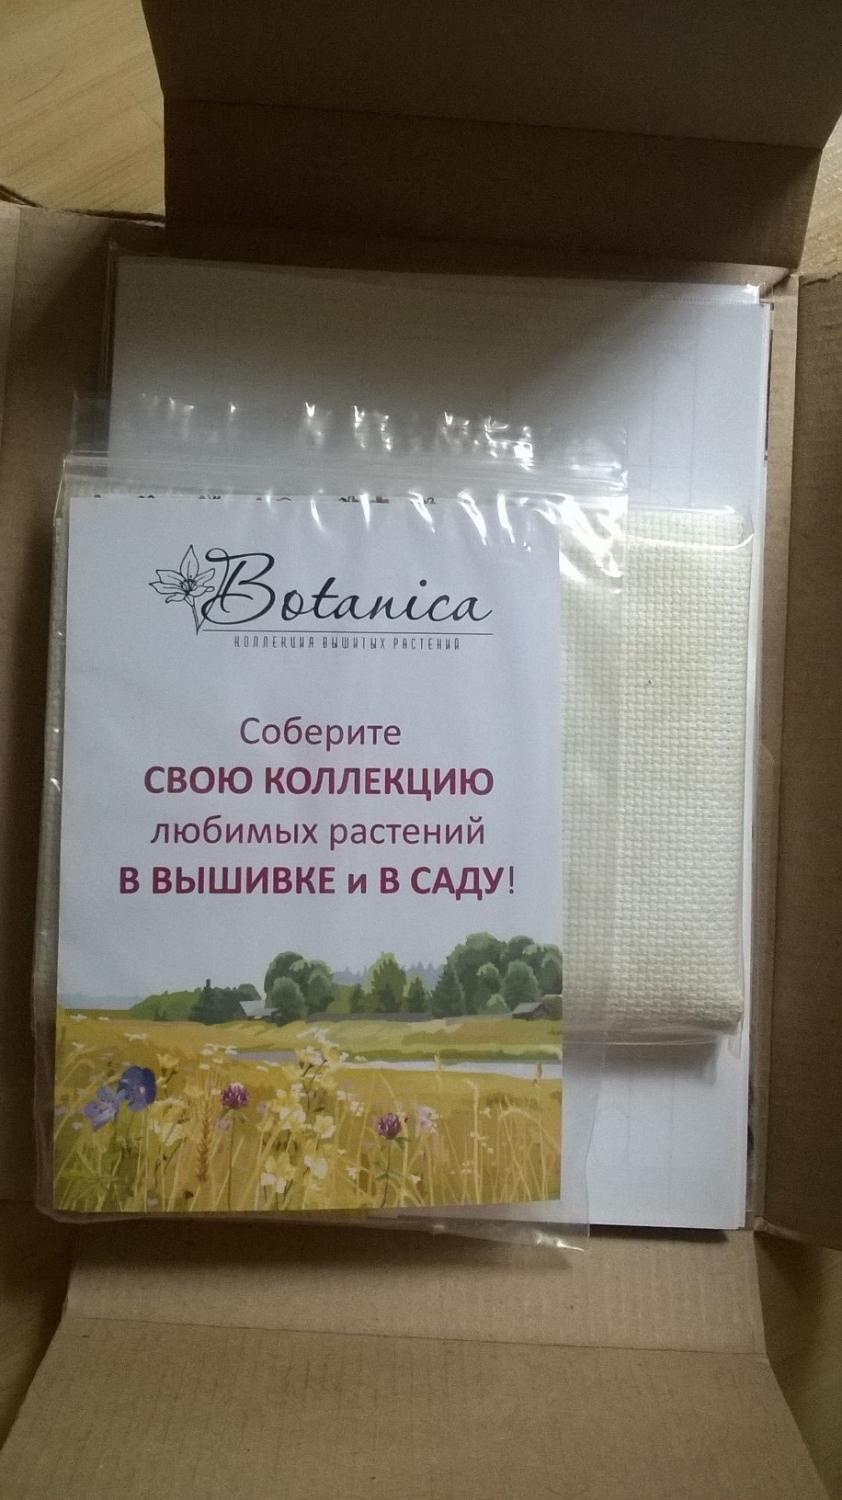 Botanica
КОЛЛЕКЦИЯ ВЫШИТЫХ РАСТЕНИЙ
Соберите
СВОЮ КОЛЛЕКЦИЮ
любимых растений
В ВЫШИВКЕ и В САДУ!